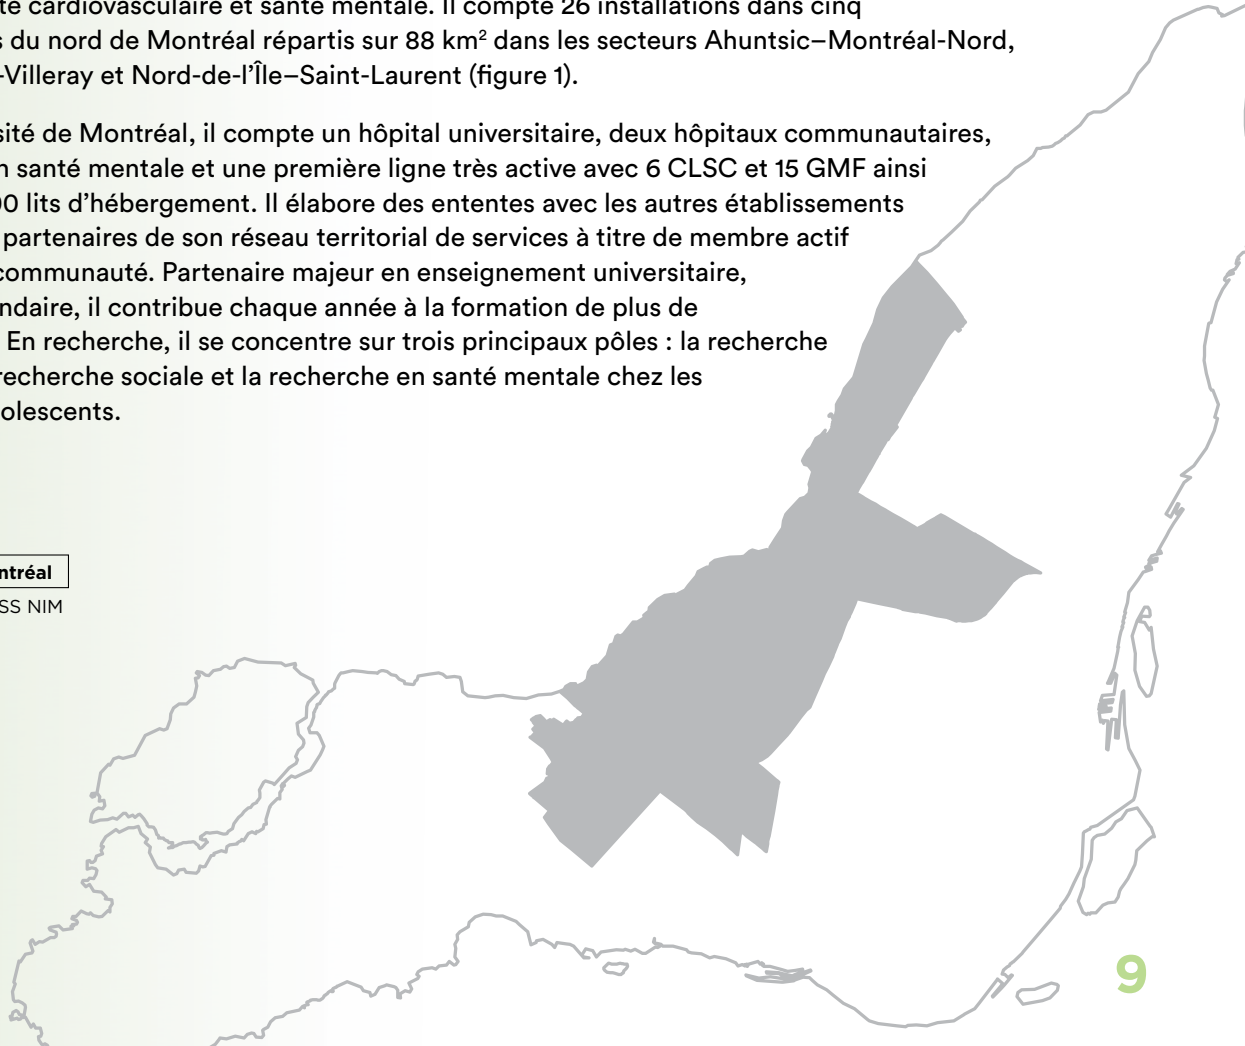 té cardiovasculaire et santé mentale. Il compte 26 installations dans cinq
s du nord de Montréal répartis sur 88 km² dans les secteurs Ahuntsic–Montréal-Nord,
-Villeray et Nord-de-l’Île–Saint-Laurent (figure 1).
sité de Montréal, il compte un hôpital universitaire, deux hôpitaux communautaires,
n santé mentale et une première ligne très active avec 6 CLSC et 15 GMF ainsi
00 lits d’hébergement. Il élabore des ententes avec les autres établissements
partenaires de son réseau territorial de services à titre de membre actif
communauté. Partenaire majeur en enseignement universitaire,
ndaire, il contribue chaque année à la formation de plus de
En recherche, il se concentre sur trois principaux pôles : la recherche
recherche sociale et la recherche en santé mentale chez les
olescents.
ntréal
SS NIM
9